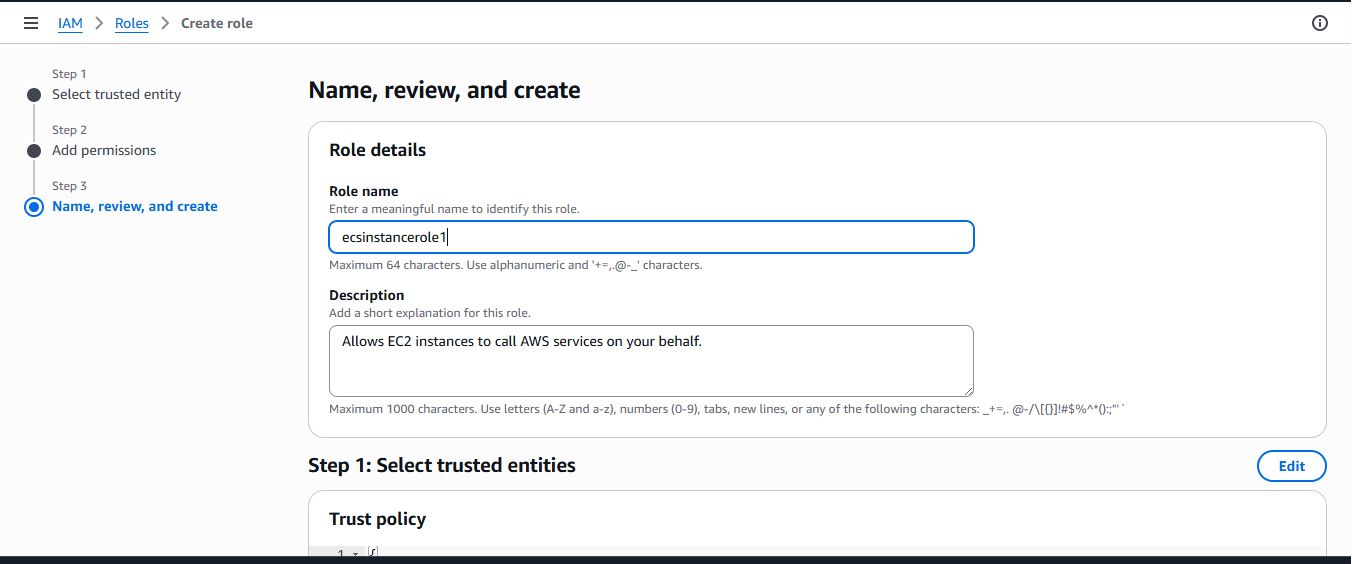 IAM > Roles > Create role
Step 1
Select trusted entity
Step 2
Add permissions
Step 3
Name, review, and create
Name, review, and create
Role details
Role name
Enter a meaningful name to identify this role.
ecsinstancerole1
Maximum 64 characters. Use alphanumeric and '+=,.@-_' characters.
Description
Add a short explanation for this role.
Allows EC2 instances to call AWS services on your behalf.
Maximum 1000 characters. Use letters (A-Z and a-z), numbers (0-9), tabs, new lines, or any of the following characters: _+=,. @-/\[{}]!#$%^*();:"'`
Step 1: Select trusted entities
Edit
Trust policy
1 {